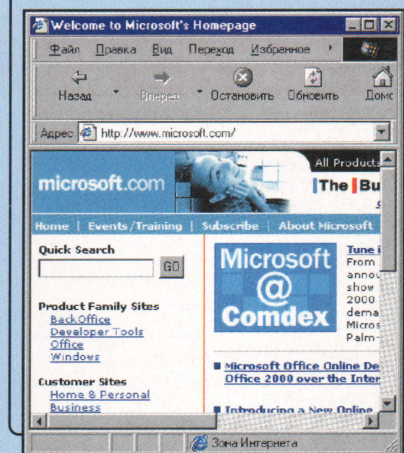 Welcome to Microsoft's Homepage
Файл Правка Вид Переход Избранное
Назад Вперед Остановить Обновить Домс
Адрес http://www.microsoft.com/
All Products
microsoft.com
The Bu
Home | Events/Training | Subscribe | About Microsoft
Quick Search
GO
Product Family Sites
BackOffice
Developer Tools
Office
Windows
Customer Sites
Home & Personal
Business
Microsoft
@
Comdex
Tune i
From
annou
show
2000
dema
Micros
Palm-
Microsoft Office Online De
Office 2000 over the Inter
Introducing a New Online
Зона Интернета